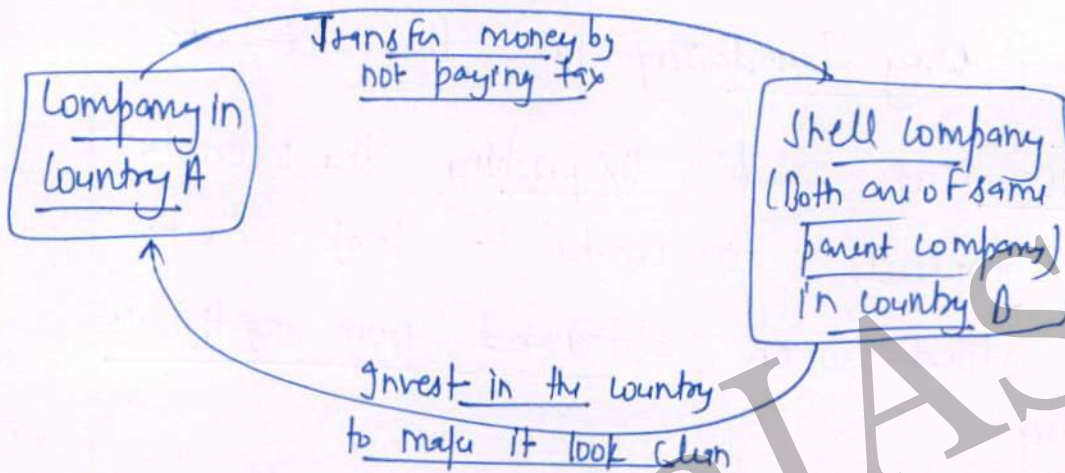 Transfer money by
not paying tax
Company in
Country A
Shell company
(Both are of same
parent company)
in country B
Invest in the country
to make it look clean
IAS